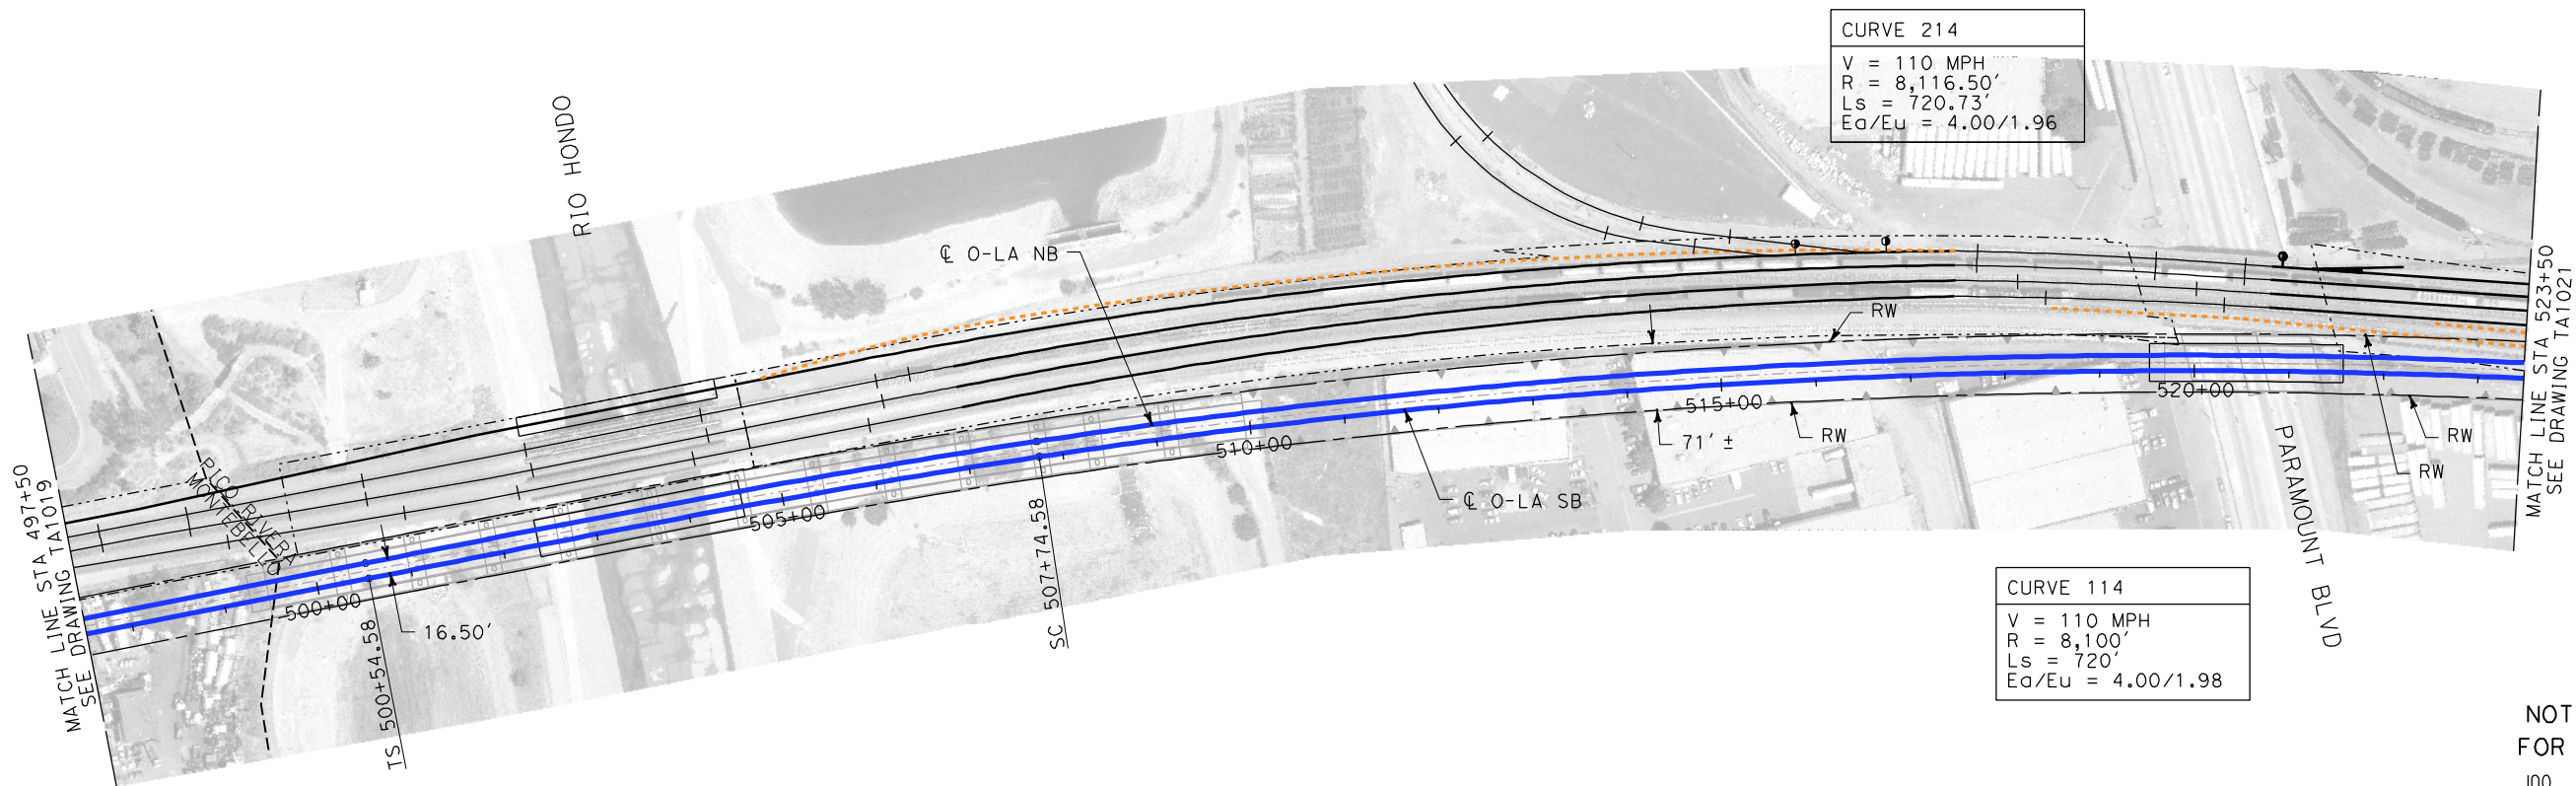 CURVE 214
V = 110 MPH
R = 8,116.50′
Ls = 720.73′
Ea/Eu = 4.00/1.96
RIO HONDO
℄ O-LA NB
RW
MATCH LINE STA 523+50
SEE DRAWING TA1021
520+00
515+00
RW
RW
RW
71′ ±
510+00
℄ O-LA SB
PARAMOUNT BLVD
PICO RIVERA
MONTEBELLO
MATCH LINE STA 497+50
SEE DRAWING TA1019
505+00
500+00
16.50′
TS 500+54.58
SC 507+74.58
CURVE 114
V = 110 MPH
R = 8,100′
Ls = 720′
Ea/Eu = 4.00/1.98
NOT
FOR